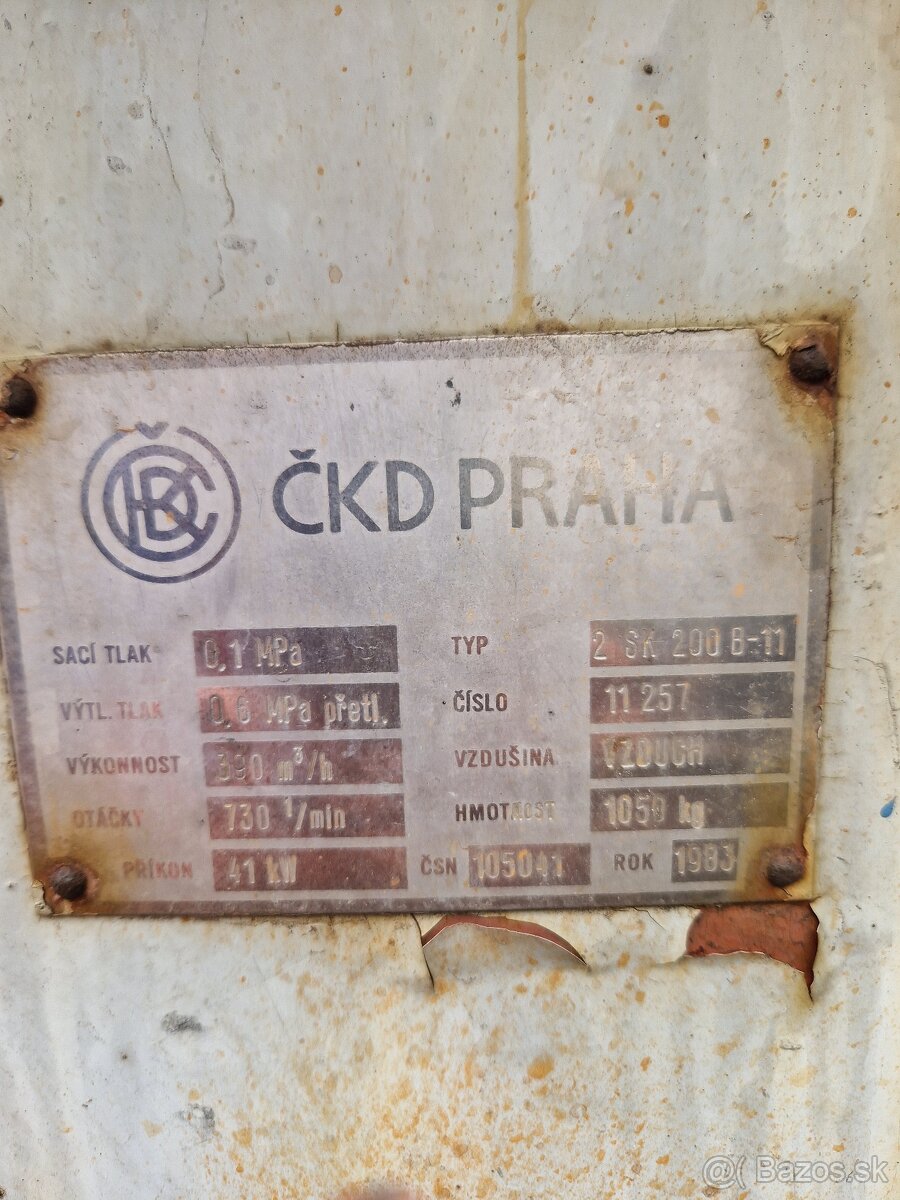 ČKD ČKD PRAHA
SACÍ TLAK 0,1 MPa TYP 2 SK 200 B-11
VÝTL. TLAK 0,6 MPa přetl. ČÍSLO 11 257
VÝKONNOST 390 m³/h VZDUŠINA VZDUCH
OTÁČKY 730 1/min HMOTNOST 1050 kg
PŘÍKON 41 kW ČSN 105041 ROK 1983
@( Bazos.sk